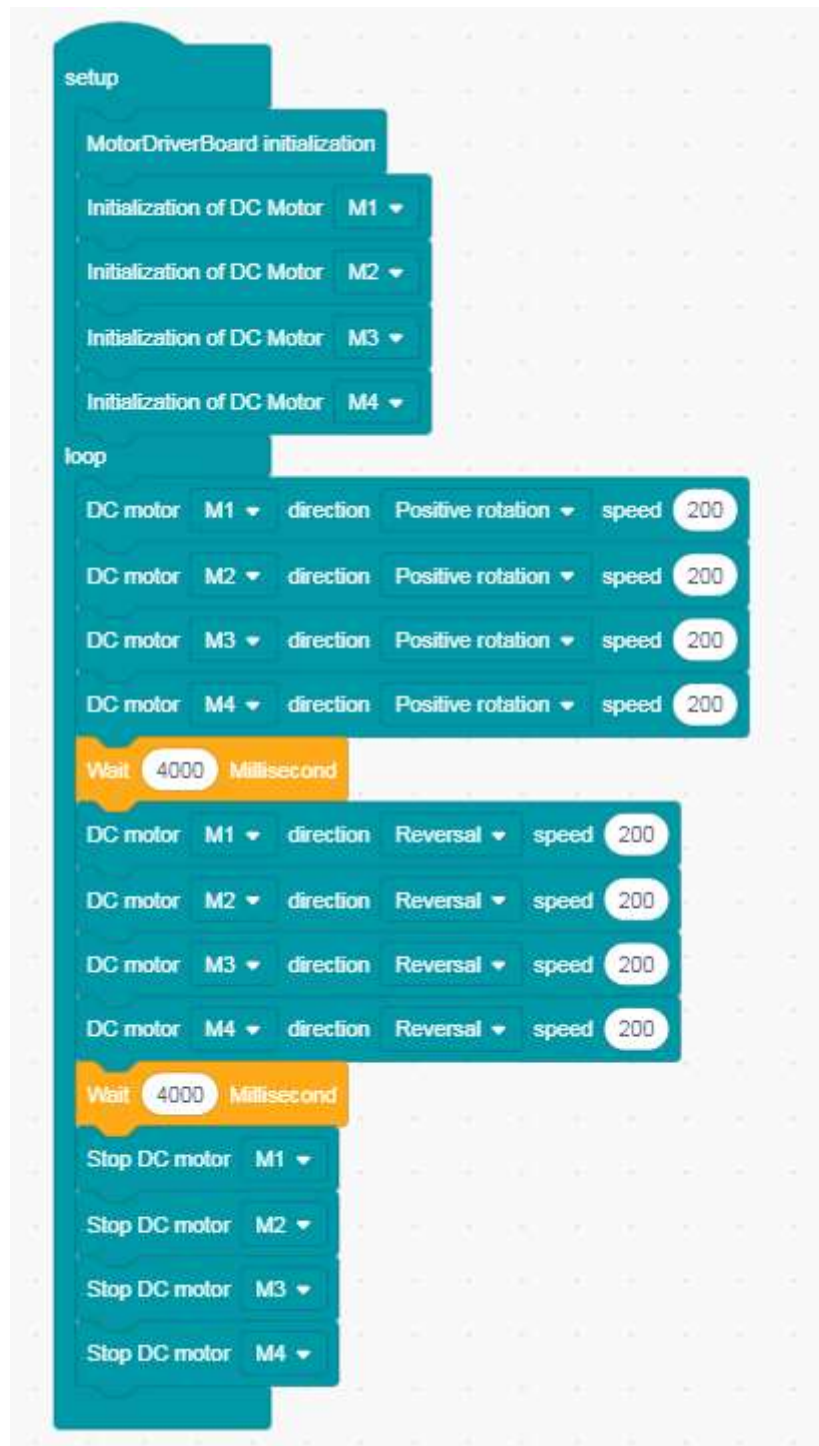 setup
MotorDriverBoard initialization
Initialization of DC Motor M1
Initialization of DC Motor M2
Initialization of DC Motor M3
Initialization of DC Motor M4
loop
DC motor M1 direction Positive rotation speed 200
DC motor M2 direction Positive rotation speed 200
DC motor M3 direction Positive rotation speed 200
DC motor M4 direction Positive rotation speed 200
Wait 4000 Millisecond
DC motor M1 direction Reversal speed 200
DC motor M2 direction Reversal speed 200
DC motor M3 direction Reversal speed 200
DC motor M4 direction Reversal speed 200
Wait 4000 Millisecond
Stop DC motor M1
Stop DC motor M2
Stop DC motor M3
Stop DC motor M4